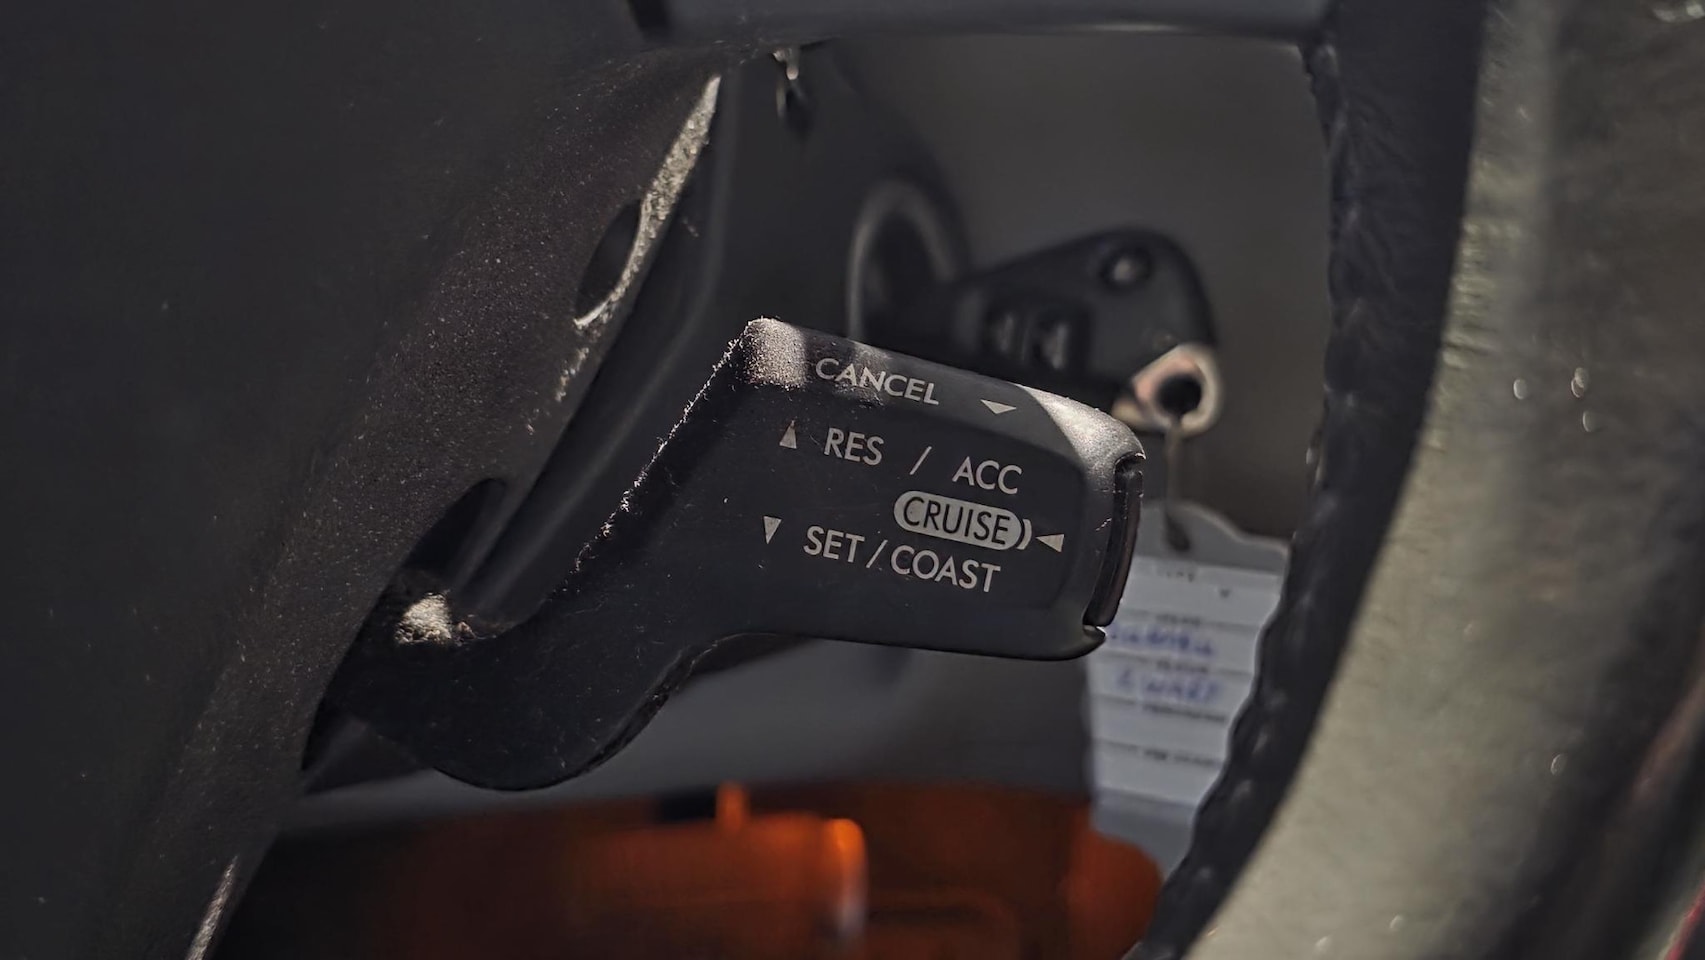 CANCEL
RES / ACC
CRUISE
SET/COAST